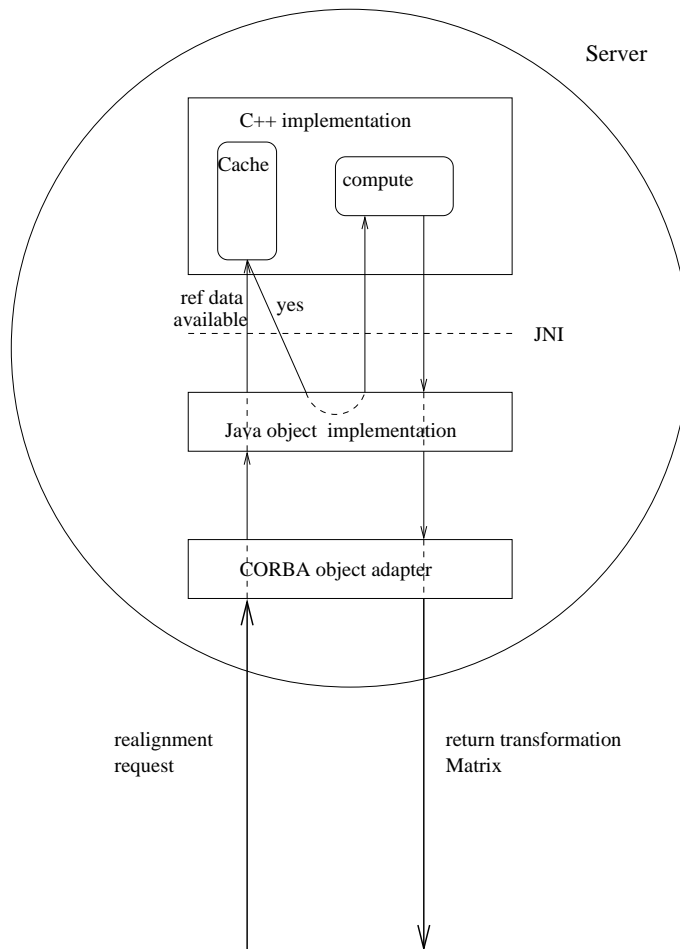 Server
C++ implementation
Cache
compute
ref data
available
yes
JNI
Java object implementation
CORBA object adapter
realignment
request
return transformation
Matrix